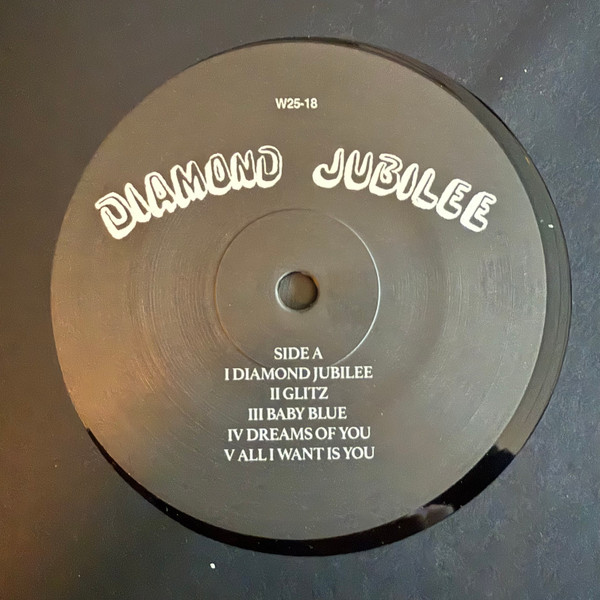 W25-18
DIAMOND JUBILEE
SIDE A
I DIAMOND JUBILEE
II GLITZ
III BABY BLUE
IV DREAMS OF YOU
V ALL I WANT IS YOU